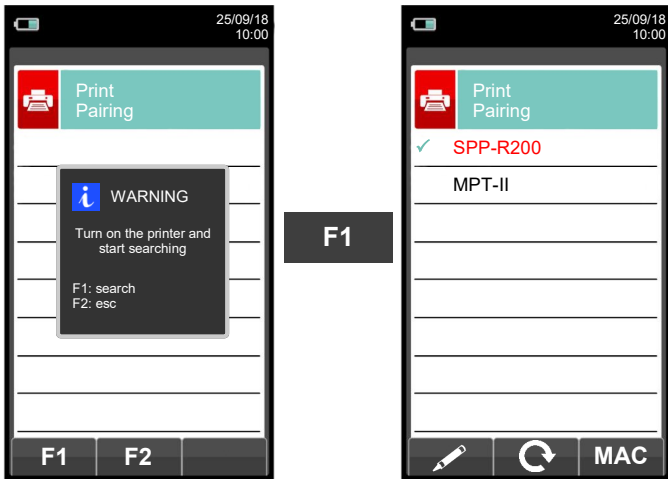 25/09/18
10:00
Print
Pairing
WARNING
Turn on the printer and
start searching
F1: search
F2: esc
F1 F2
F1
25/09/18
10:00
Print
Pairing
✓ SPP-R200
MPT-II
MAC